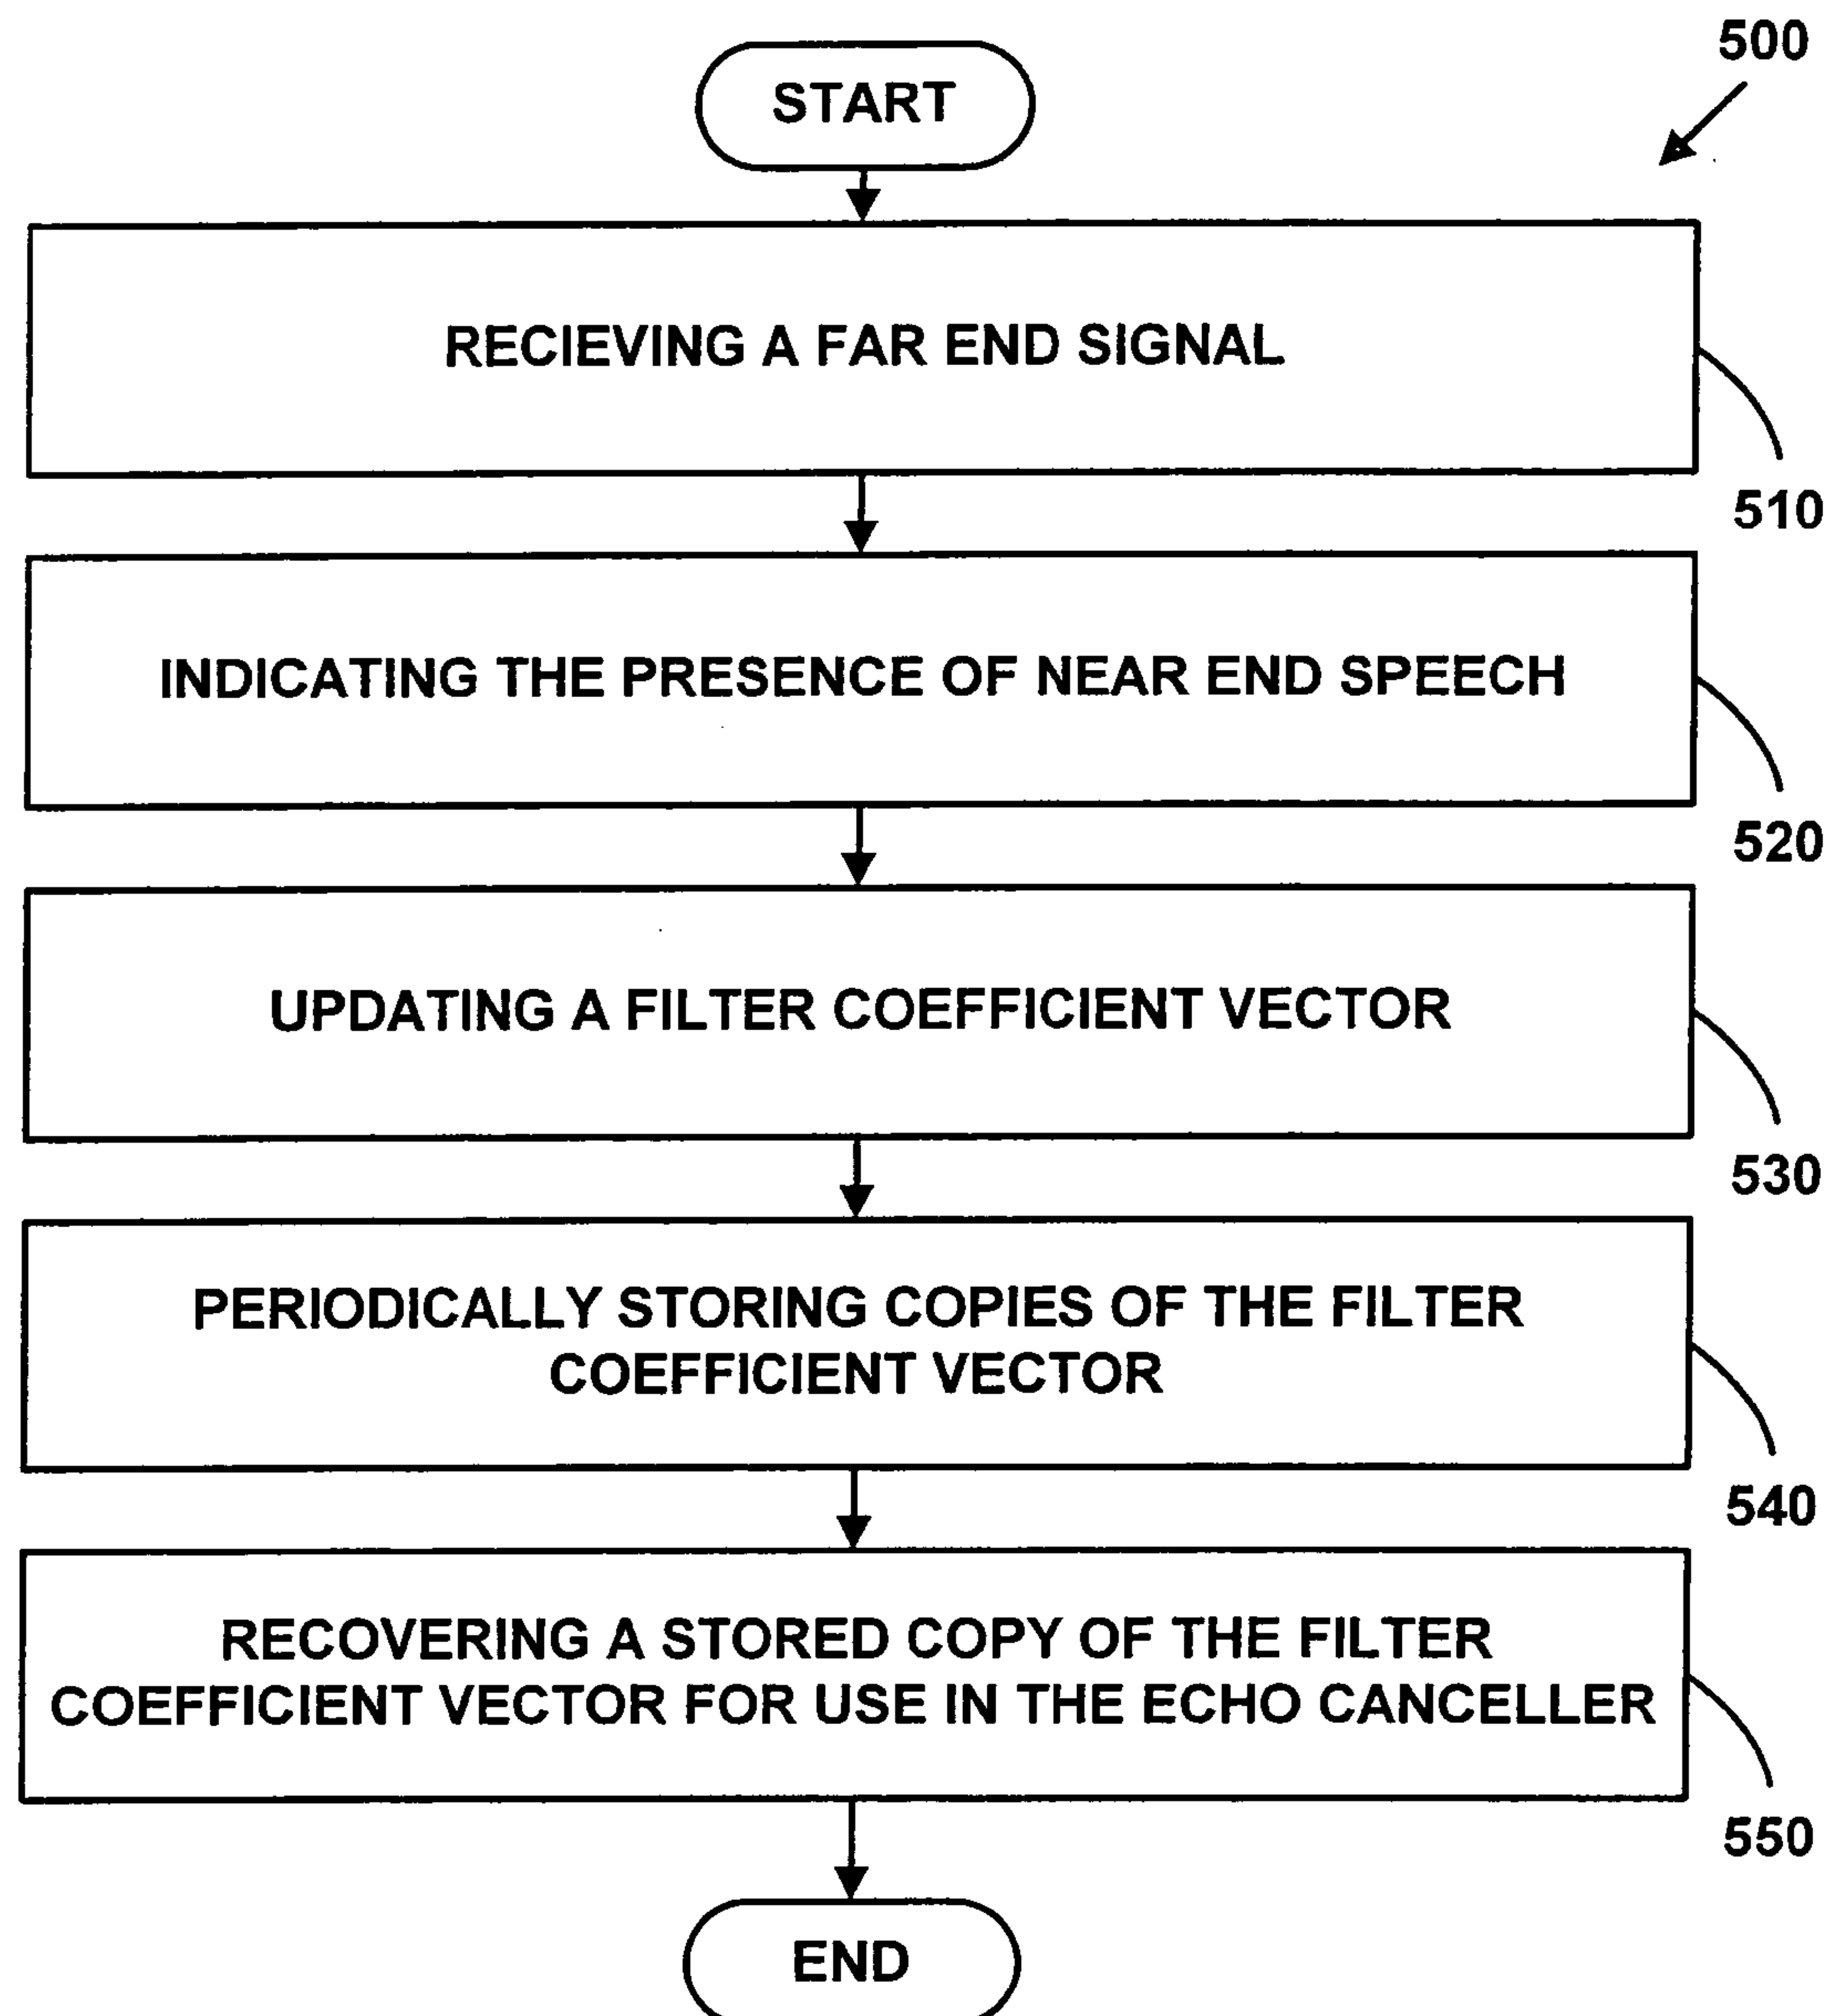 500
START
RECIEVING A FAR END SIGNAL
510
INDICATING THE PRESENCE OF NEAR END SPEECH
520
UPDATING A FILTER COEFFICIENT VECTOR
530
PERIODICALLY STORING COPIES OF THE FILTER
COEFFICIENT VECTOR
540
RECOVERING A STORED COPY OF THE FILTER
COEFFICIENT VECTOR FOR USE IN THE ECHO CANCELLER
550
END